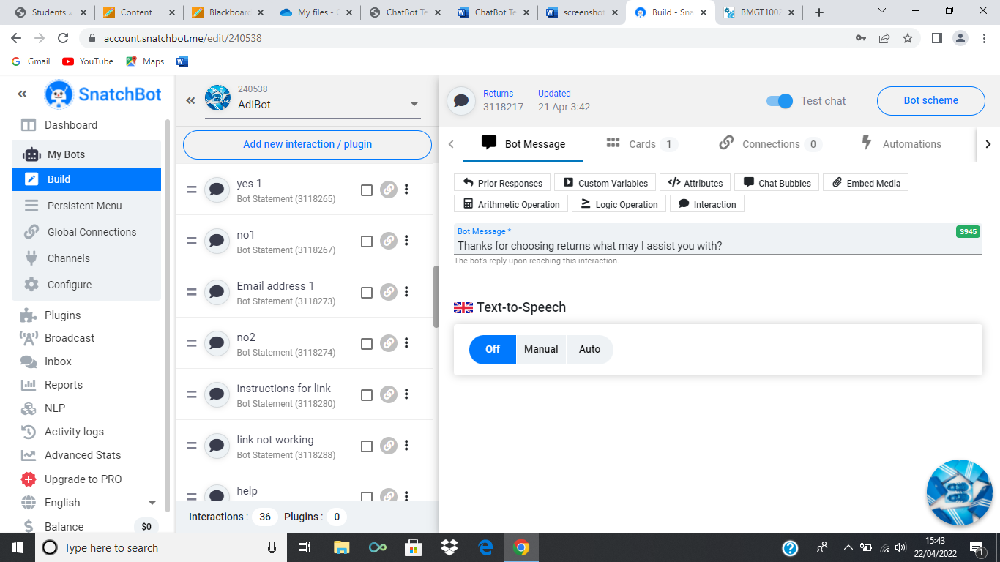 Students »
Content
Blackboard
My files -
ChatBot Te
ChatBot Te
screenshot
Build - Sna
BMGT100
account.snatchbot.me/edit/240538
Gmail
YouTube
Maps
SnatchBot
Dashboard
My Bots
Build
Persistent Menu
Global Connections
Channels
Configure
Plugins
Broadcast
Inbox
Reports
NLP
Activity logs
Advanced Stats
Upgrade to PRO
English
Balance $0
240538
AdiBot
Add new interaction / plugin
yes 1
Bot Statement (3118265)
no1
Bot Statement (3118267)
Email address 1
Bot Statement (3118273)
no2
Bot Statement (3118274)
instructions for link
Bot Statement (3118280)
link not working
Bot Statement (3118288)
help
Interactions : 36 Plugins : 0
Returns Updated
3118217 21 Apr 3:42
Test chat
Bot scheme
Bot Message Cards 1 Connections 0 Automations
Prior Responses Custom Variables Attributes Chat Bubbles Embed Media
Arithmetic Operation Logic Operation Interaction
Bot Message * 3945
Thanks for choosing returns what may I assist you with?
The bot's reply upon reaching this interaction.
Text-to-Speech
Off Manual Auto
Type here to search
15:43
22/04/2022
1